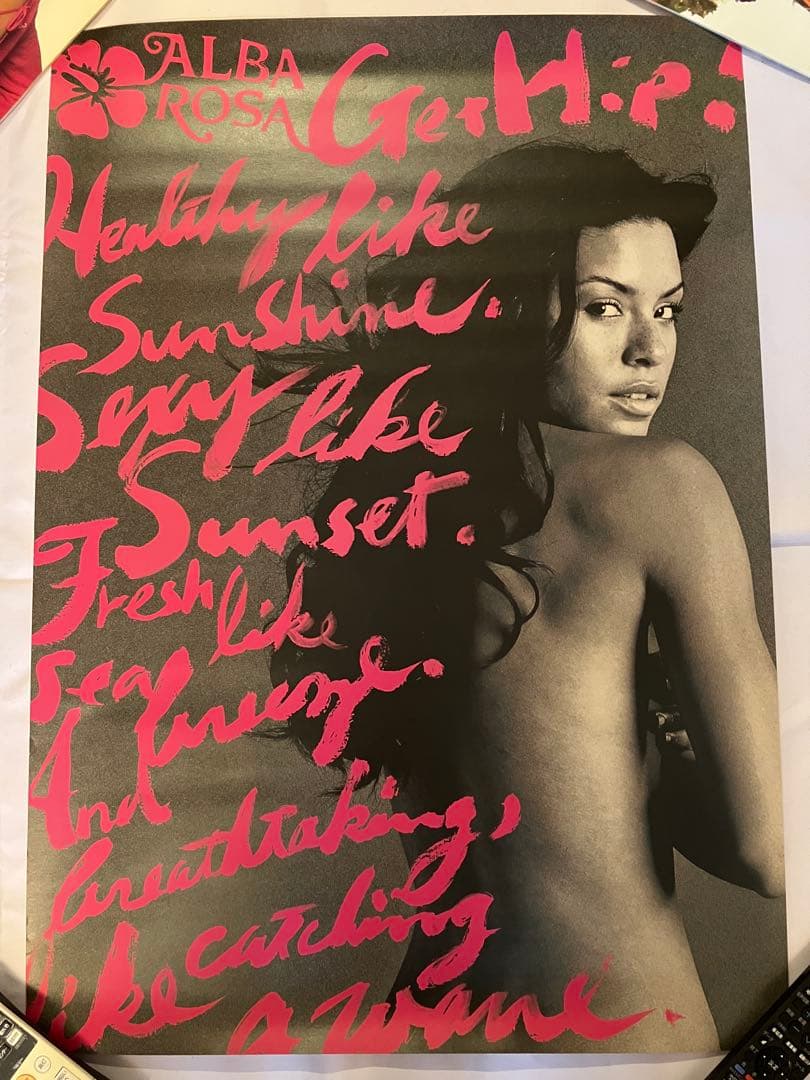 ALBA
ROSA
Get Hip!
Healthy like
Sunshine.
Sexy like
Sunset.
Fresh like
sea breeze.
And
breathtaking,
like catching
a wave.